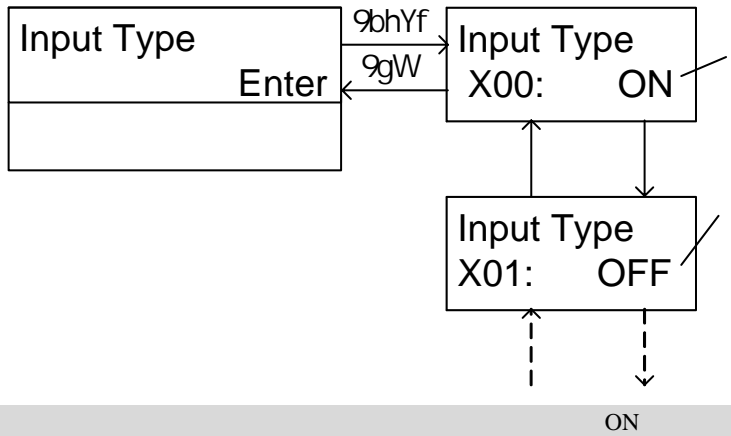 Input Type
Enter
9bhYf
9gW
Input Type
X00: ON
Input Type
X01: OFF
ON